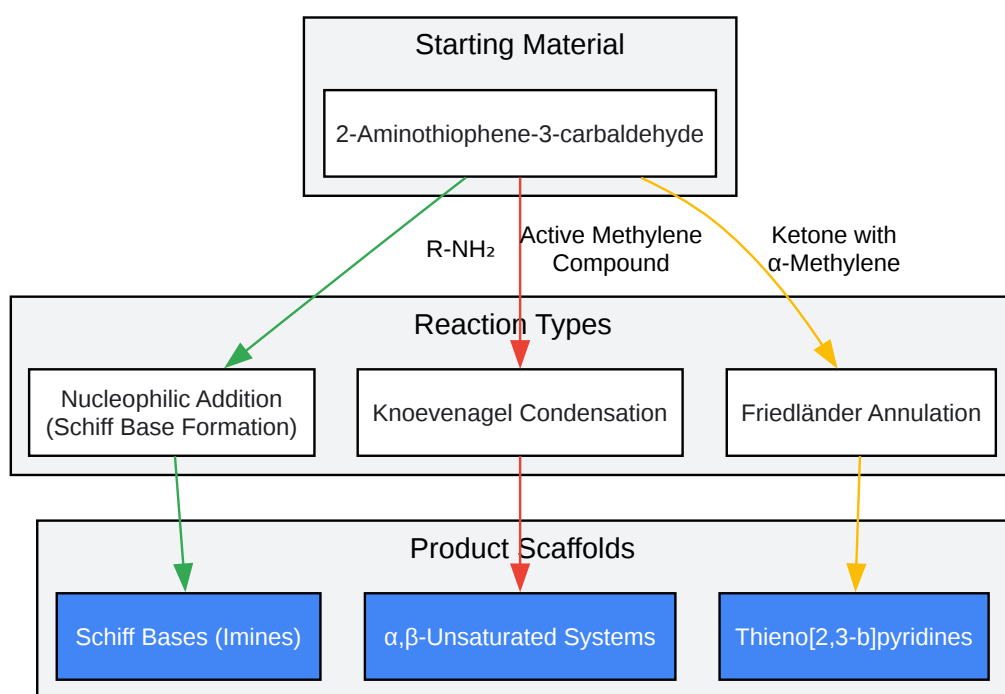 Starting Material
2-Aminothiophene-3-carbaldehyde
R-NH₂
Active Methylene
Compound
Ketone with
α-Methylene
Reaction Types
Nucleophilic Addition
(Schiff Base Formation)
Knoevenagel Condensation
Friedländer Annulation
Product Scaffolds
Schiff Bases (Imines)
α,β-Unsaturated Systems
Thieno[2,3-b]pyridines